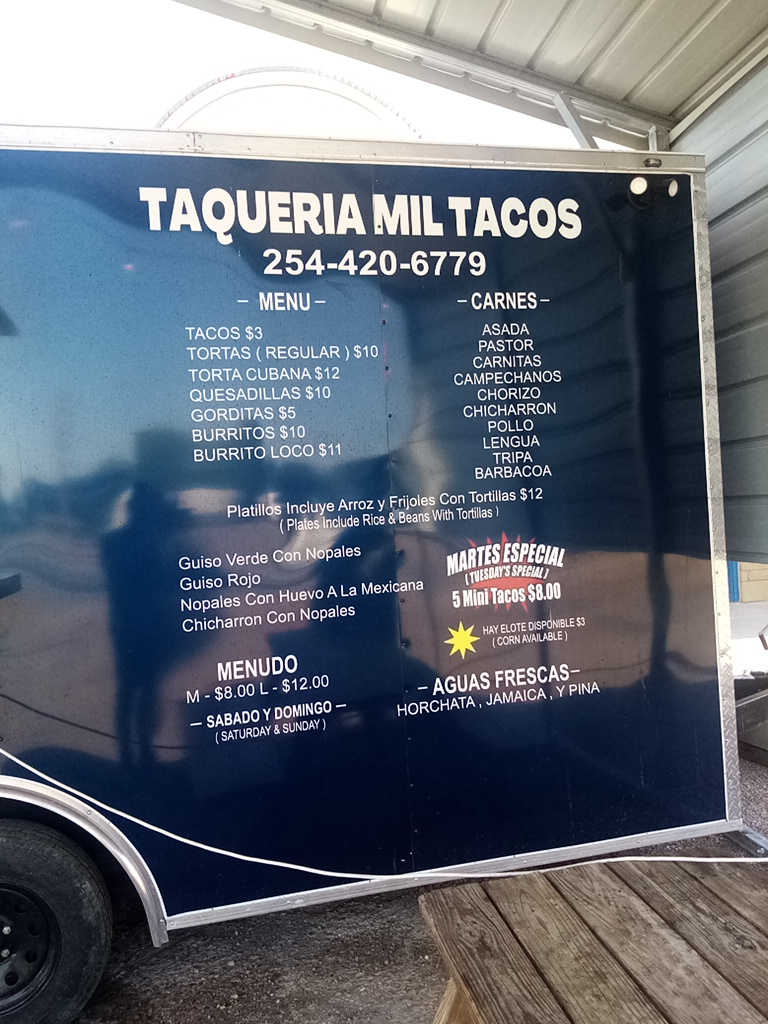 TAQUERIA MIL TACOS
254-420-6779
- MENU -
TACOS $3
TORTAS ( REGULAR ) $10
TORTA CUBANA $12
QUESADILLAS $10
GORDITAS $5
BURRITOS $10
BURRITO LOCO $11
- CARNES -
ASADA
PASTOR
CARNITAS
CAMPECHANOS
CHORIZO
CHICHARRON
POLLO
LENGUA
TRIPA
BARBACOA
Platillos Incluye Arroz y Frijoles Con Tortillas $12
( Plates Include Rice & Beans With Tortillas )
Guiso Verde Con Nopales
Guiso Rojo
Nopales Con Huevo A La Mexicana
Chicharron Con Nopales
MARTES ESPECIAL
( TUESDAY'S SPECIAL )
5 Mini Tacos $8.00
HAY ELOTE DISPONIBLE $3
( CORN AVAILABLE )
MENUDO
M - $8.00 L - $12.00
- SABADO Y DOMINGO -
( SATURDAY & SUNDAY )
- AGUAS FRESCAS-
HORCHATA , JAMAICA , Y PINA